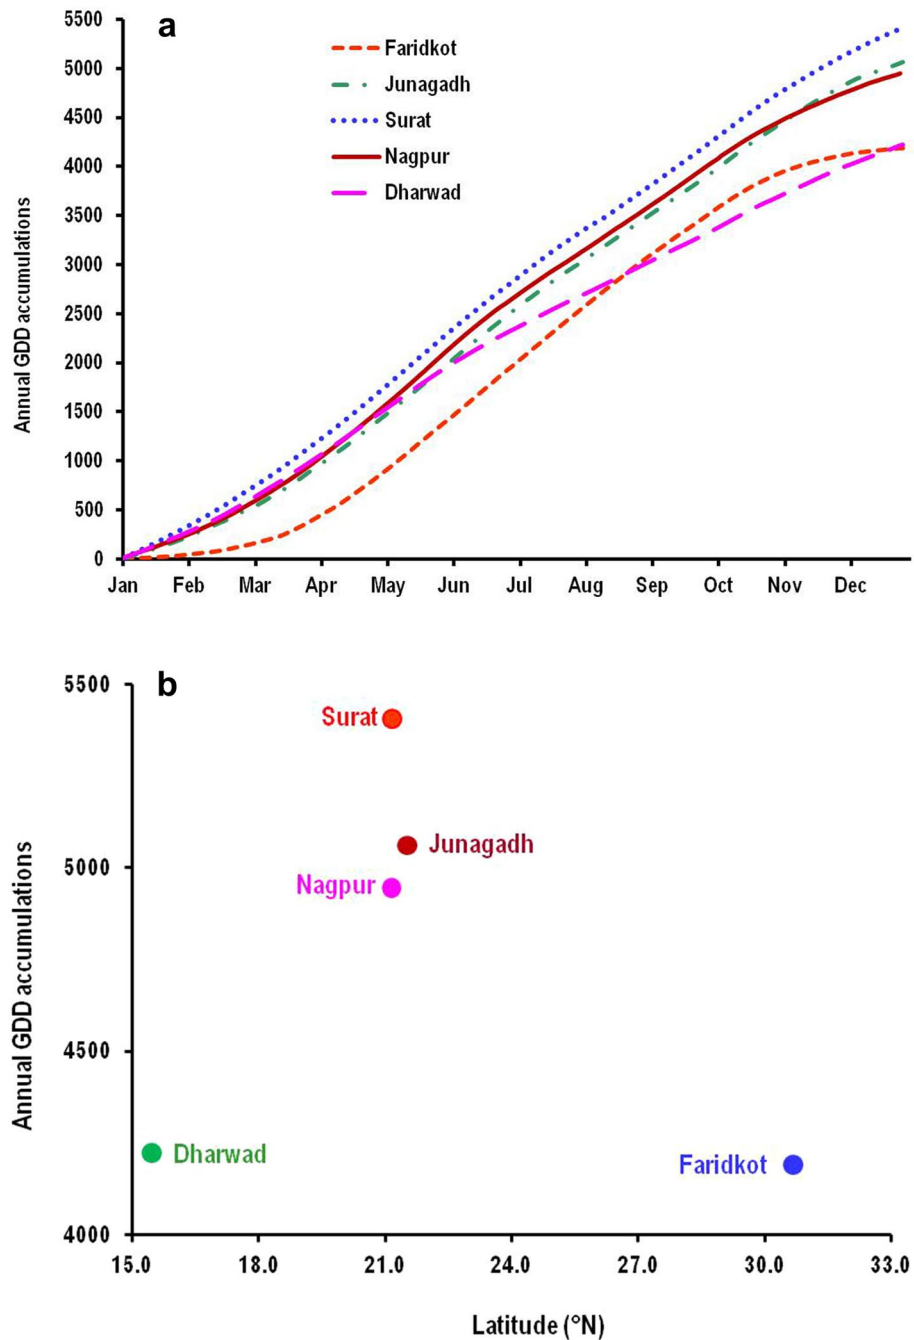 a
5500
5000
4500
4000
3500
3000
2500
2000
1500
1000
500
0
Annual GDD accumulations
Faridkot
Junagadh
Surat
Nagpur
Dharwad
Jan Feb Mar Apr May Jun Jul Aug Sep Oct Nov Dec
b
5500
5000
4500
4000
Annual GDD accumulations
Surat
Junagadh
Nagpur
Dharwad
Faridkot
15.0 18.0 21.0 24.0 27.0 30.0 33.0
Latitude (°N)